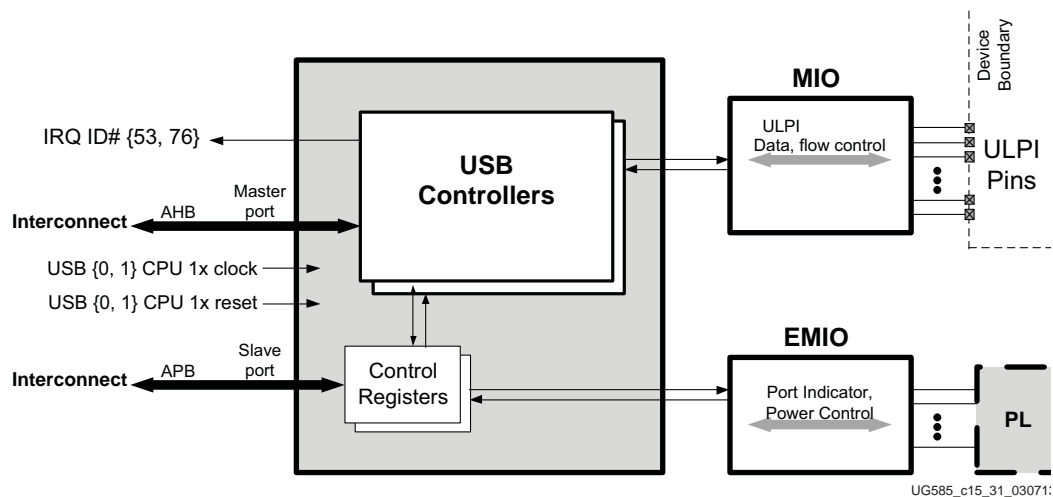 MIO
Device
Boundary
IRQ ID# {53, 76}
USB
Controllers
ULPI
Data, flow control
ULPI
Pins
Interconnect
AHB
Master
port
USB {0, 1} CPU 1x clock
USB {0, 1} CPU 1x reset
EMIO
Interconnect
APB
Slave
port
Control
Registers
Port Indicator,
Power Control
PL
UG585_c15_31_030713